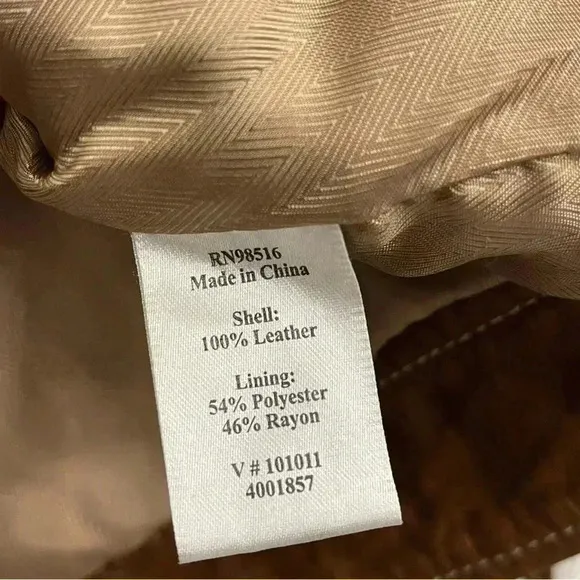 RN98516
Made in China
Shell:
100% Leather
Lining:
54% Polyester
46% Rayon
V # 101011
4001857